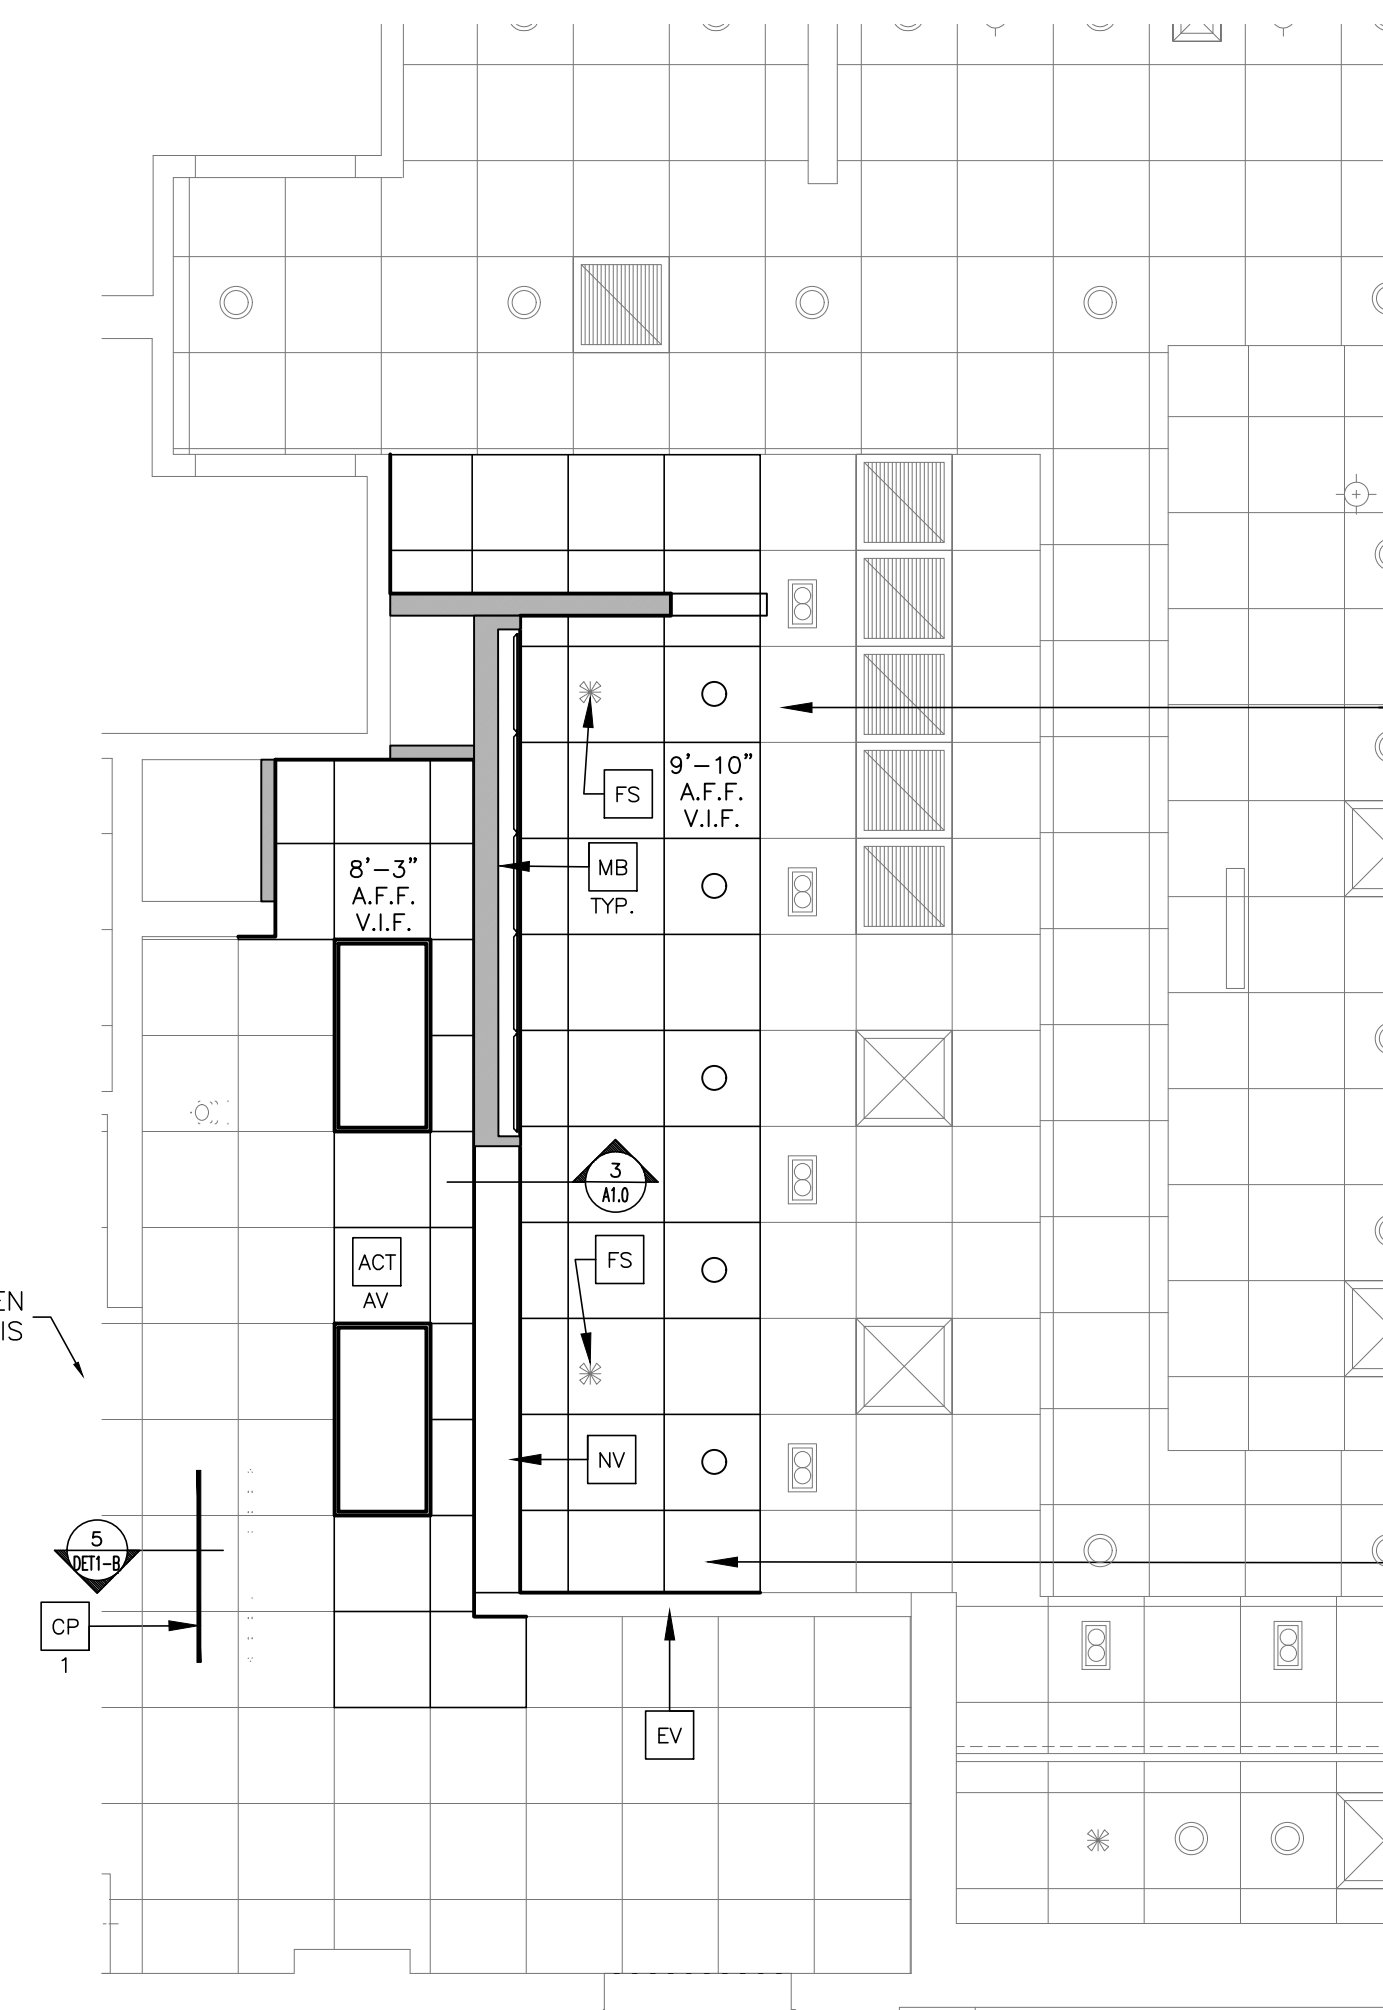 FS
9'-10"
A.F.F.
V.I.F.
MB
TYP.
8'-3"
A.F.F.
V.I.F.
3
A1.0
ACT
AV
FS
EN
IS
NV
5
DET1-B
CP
1
EV